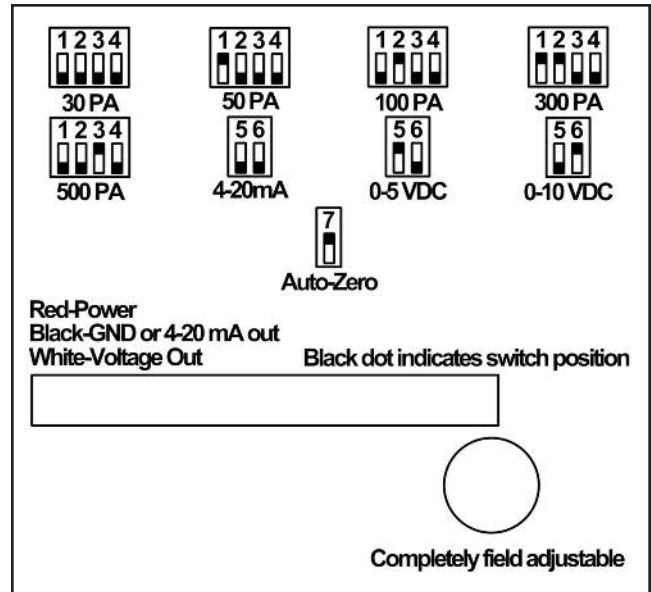 1234 1234 1234 1234
30 PA 50 PA 100 PA 300 PA
1234 56 56 56
500 PA 4-20mA 0-5 VDC 0-10 VDC
7
Auto-Zero
Red-Power
Black-GND or 4-20 mA out
White-Voltage Out Black dot indicates switch position
Completely field adjustable